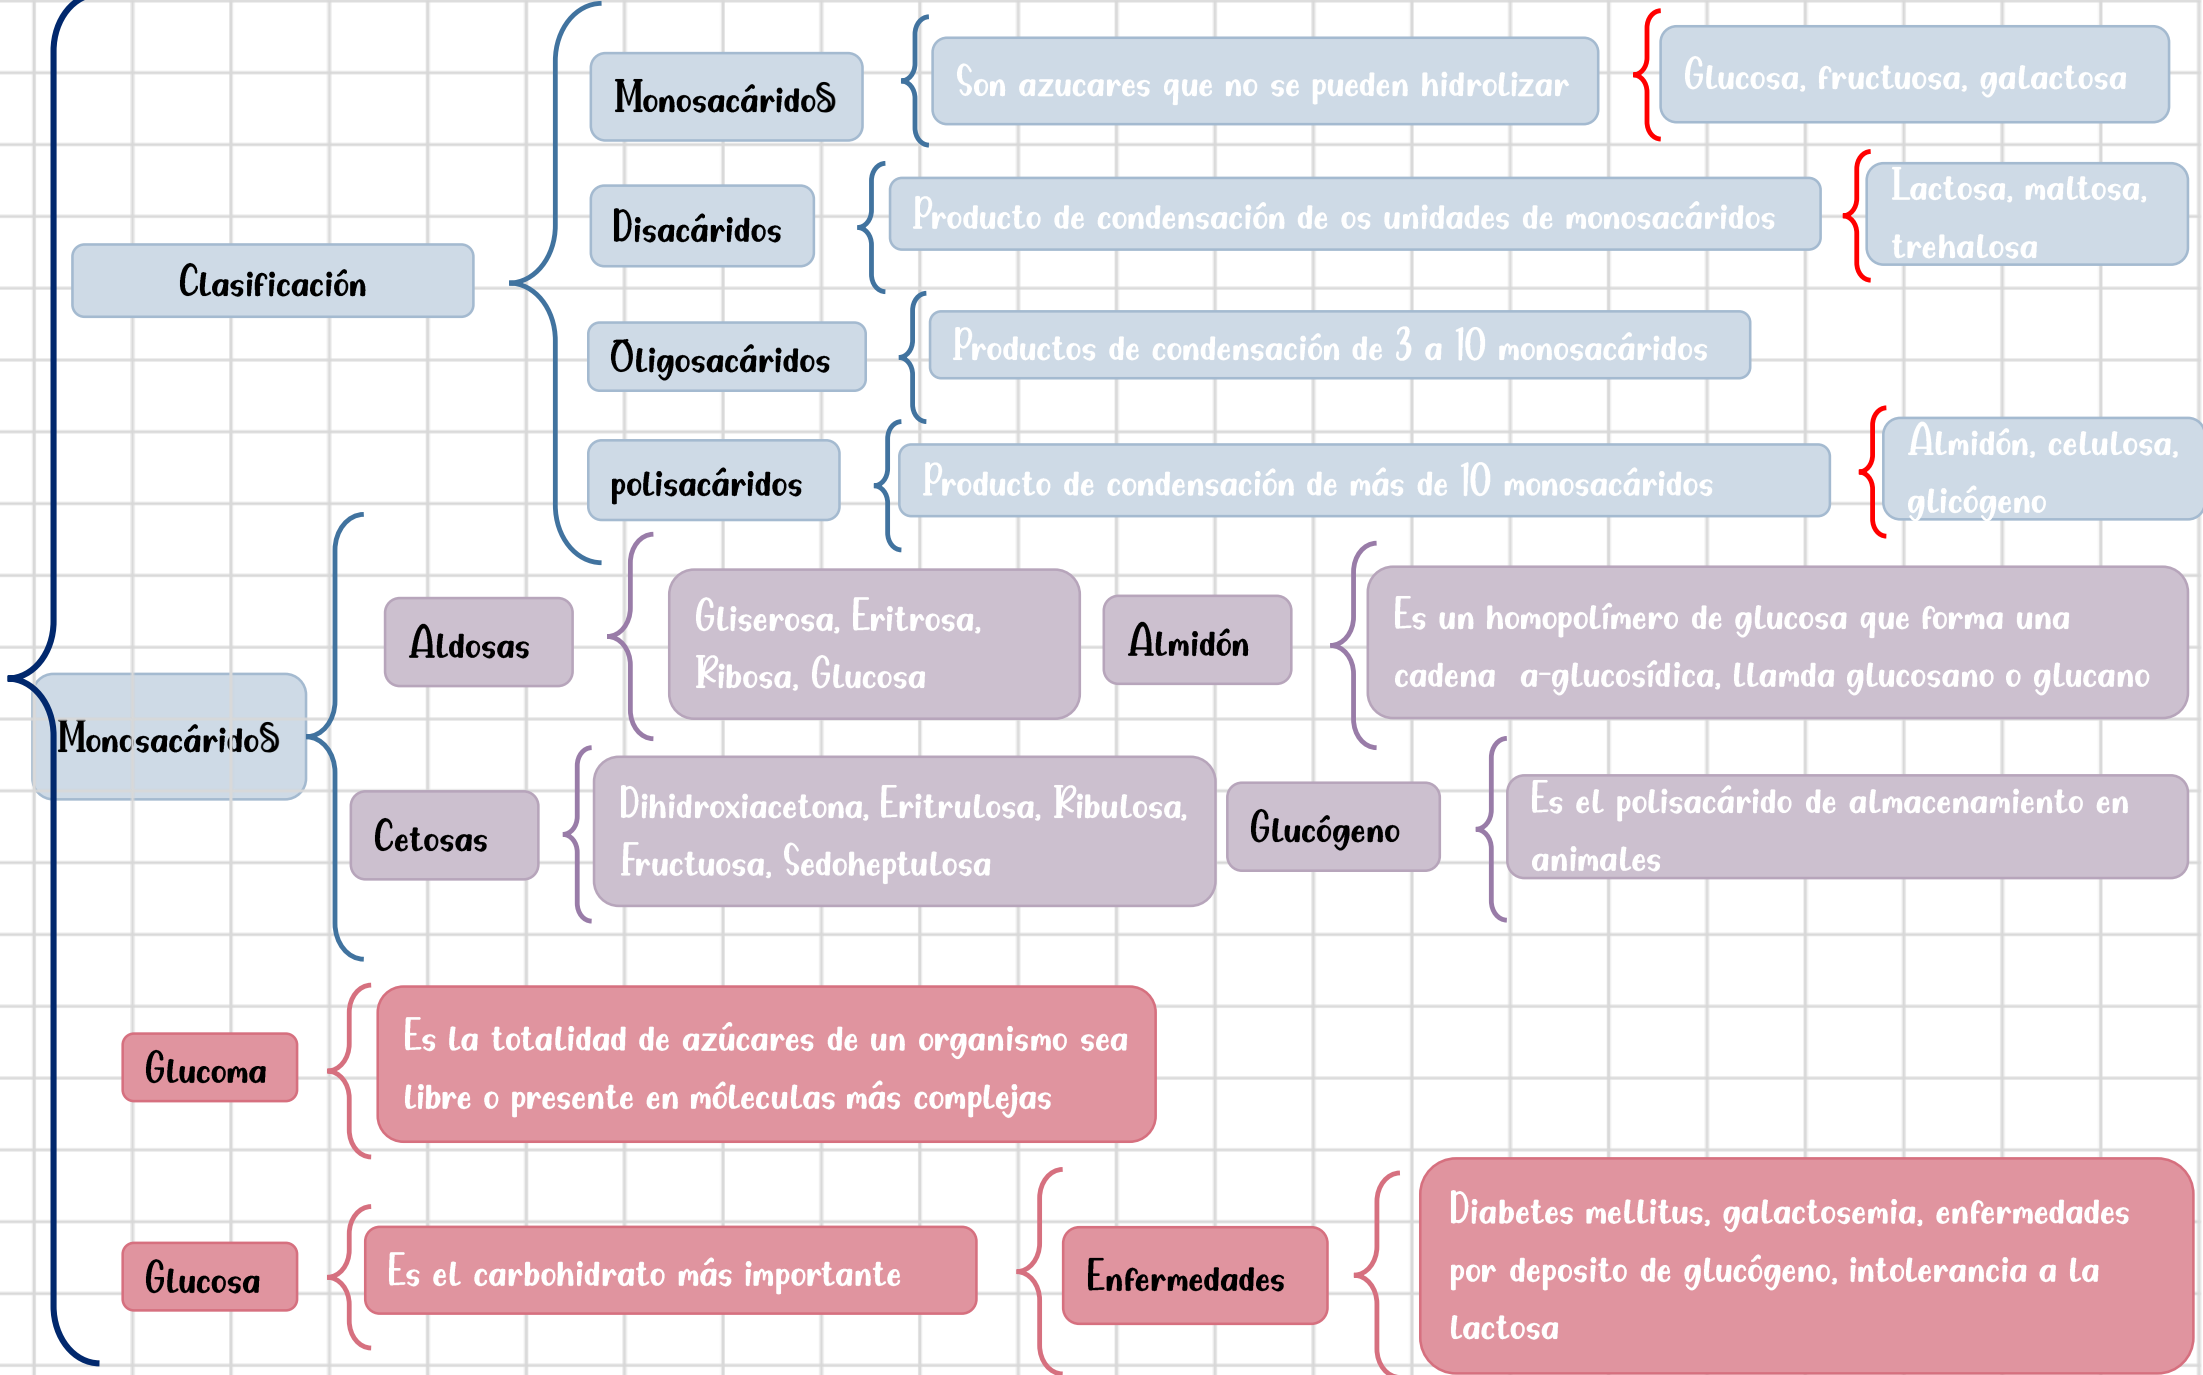 MonosacáridoS
Son azucares que no se pueden hidrolizar
Glucosa, fructuosa, galactosa
Disacáridos
Producto de condensación de os unidades de monosacáridos
Lactosa, maltosa,
trehalosa
Clasificación
Oligosacáridos
Productos de condensación de 3 a 10 monosacáridos
polisacáridos
Producto de condensación de más de 10 monosacáridos
Almidón, celulosa,
glicógeno
MonosacáridoS
Aldosas
Gliserosa, Eritrosa,
Ribosa, Glucosa
Almidón
Es un homopolímero de glucosa que forma una
cadena  a-glucosídica, llamda glucosano o glucano
Cetosas
Dihidroxiacetona, Eritrulosa, Ribulosa,
Fructuosa, Sedoheptulosa
Glucógeno
Es el polisacárido de almacenamiento en
animales
Glucoma
Es la totalidad de azúcares de un organismo sea
libre o presente en móleculas más complejas
Glucosa
Es el carbohidrato más importante
Enfermedades
Diabetes mellitus, galactosemia, enfermedades
por deposito de glucógeno, intolerancia a la
lactosa